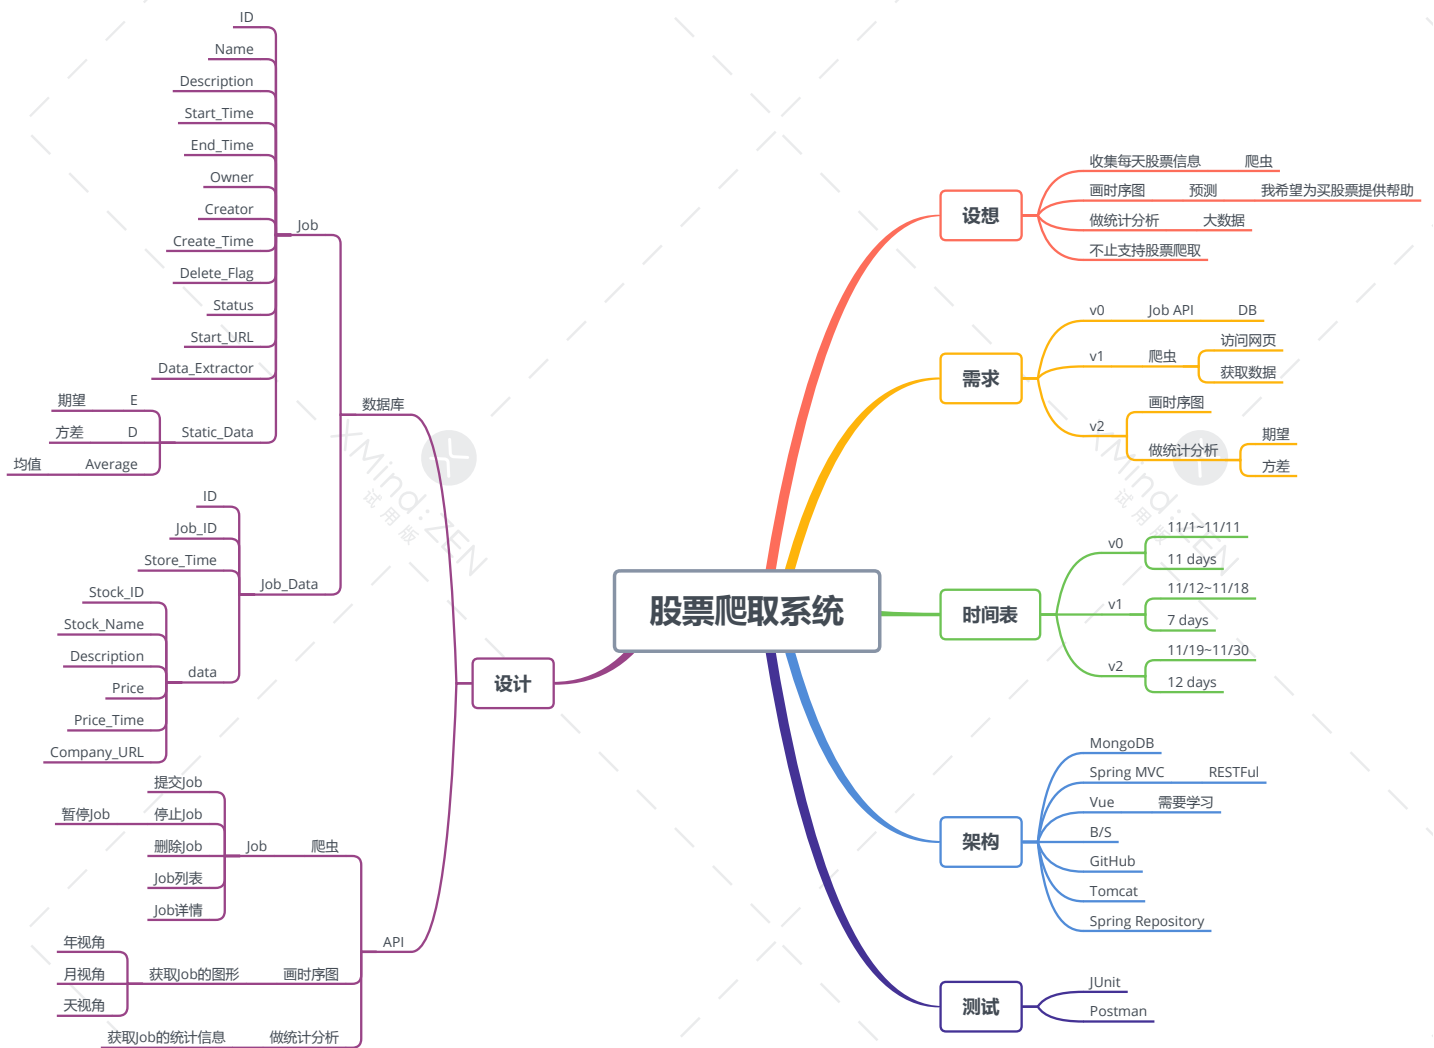 股票爬取系统
设想
收集每天股票信息 爬虫
画时序图 预测 我希望为买股票提供帮助
做统计分析 大数据
不止支持股票爬取
需求
v0 Job API DB
v1 爬虫
访问网页
获取数据
v2
画时序图
做统计分析
期望
方差
时间表
v0
11/1~11/11
11 days
v1
11/12~11/18
7 days
v2
11/19~11/30
12 days
架构
MongoDB
Spring MVC RESTFul
Vue 需要学习
B/S
GitHub
Tomcat
Spring Repository
测试
JUnit
Postman
设计
数据库
Job
ID
Name
Description
Start_Time
End_Time
Owner
Creator
Create_Time
Delete_Flag
Status
Start_URL
Data_Extractor
Static_Data
期望 E
方差 D
均值 Average
Job_Data
ID
Job_ID
Store_Time
data
Stock_ID
Stock_Name
Description
Price
Price_Time
Company_URL
API
Job 爬虫
提交Job
暂停Job 停止Job
删除Job
Job列表
Job详情
获取Job的图形 画时序图
年视角
月视角
天视角
获取Job的统计信息 做统计分析
XMind:ZEN
试用版
XMind:ZEN
试用版